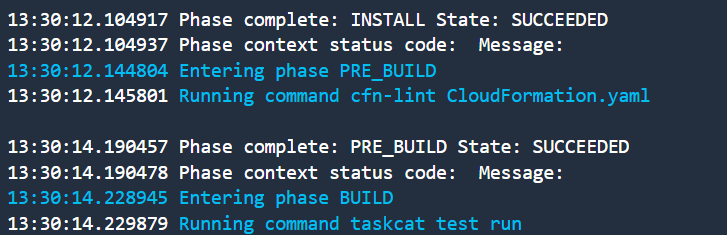 13:30:12.104917 Phase complete: INSTALL State: SUCCEEDED
13:30:12.104937 Phase context status code:  Message:
13:30:12.144804 Entering phase PRE_BUILD
13:30:12.145801 Running command cfn-lint CloudFormation.yaml
13:30:14.190457 Phase complete: PRE_BUILD State: SUCCEEDED
13:30:14.190478 Phase context status code:  Message:
13:30:14.228945 Entering phase BUILD
13:30:14.229879 Running command taskcat test run